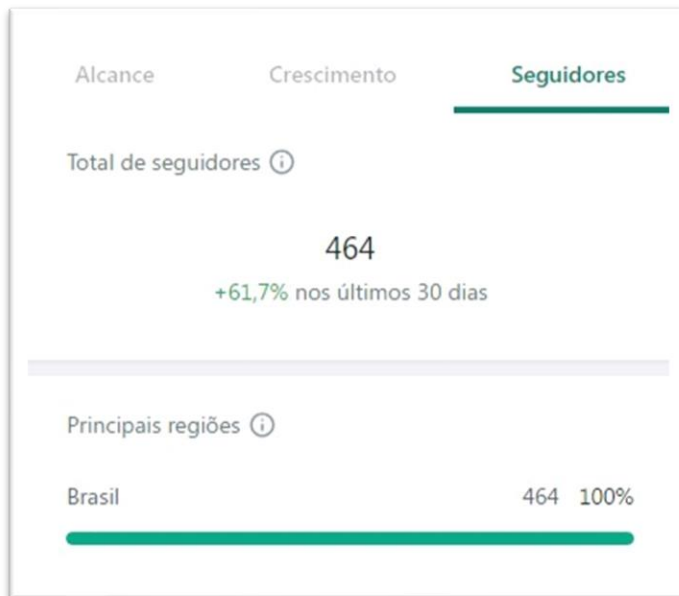 Alcance Crescimento Seguidores
Total de seguidores
464
+61,7% nos últimos 30 dias
Principais regiões
Brasil 464 100%